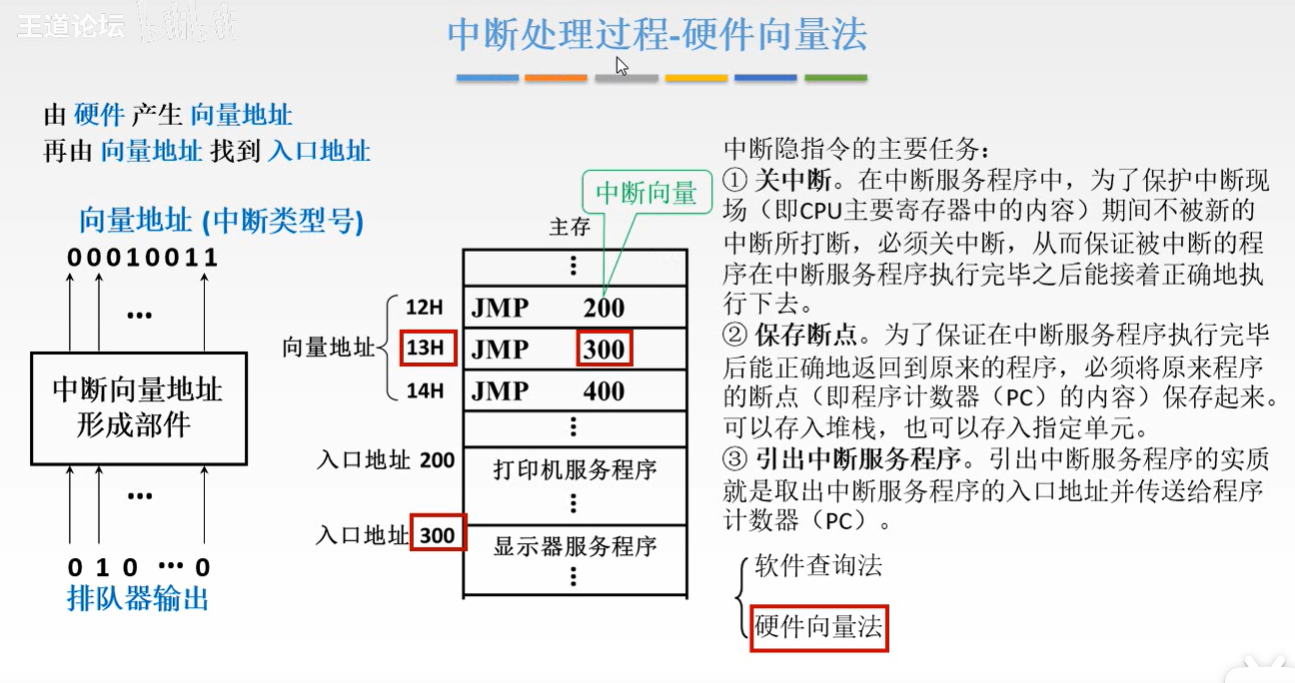 王道论坛
中断处理过程-硬件向量法
由 硬件 产生 向量地址
再由 向量地址 找到 入口地址
向量地址 (中断类型号)
00010011
...
中断向量地址
形成部件
...
0 1 0 ... 0
排队器输出
中断向量
主存
向量地址
12H JMP 200
13H JMP 300
14H JMP 400
入口地址 200 打印机服务程序
入口地址 300 显示器服务程序
中断隐指令的主要任务：
① 关中断。在中断服务程序中，为了保护中断现
场（即CPU主要寄存器中的内容）期间不被新的
中断所打断，必须关中断，从而保证被中断的程
序在中断服务程序执行完毕之后能接着正确地执
行下去。
② 保存断点。为了保证在中断服务程序执行完毕
后能正确地返回到原来的程序，必须将原来程序
的断点（即程序计数器（PC）的内容）保存起来。
可以存入堆栈，也可以存入指定单元。
③ 引出中断服务程序。引出中断服务程序的实质
就是取出中断服务程序的入口地址并传送给程序
计数器（PC）。
软件查询法
硬件向量法